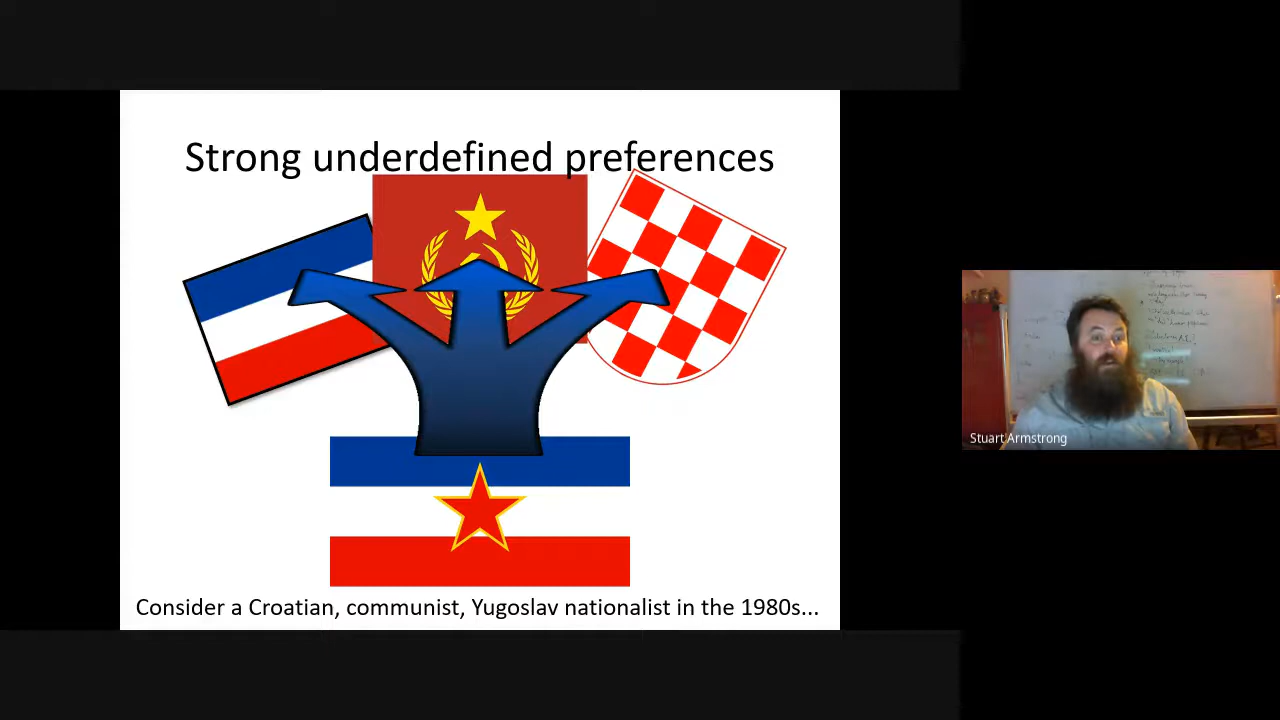 Strong underdefined preferences
Consider a Croatian, communist, Yugoslav nationalist in the 1980s...
Stuart Armstrong